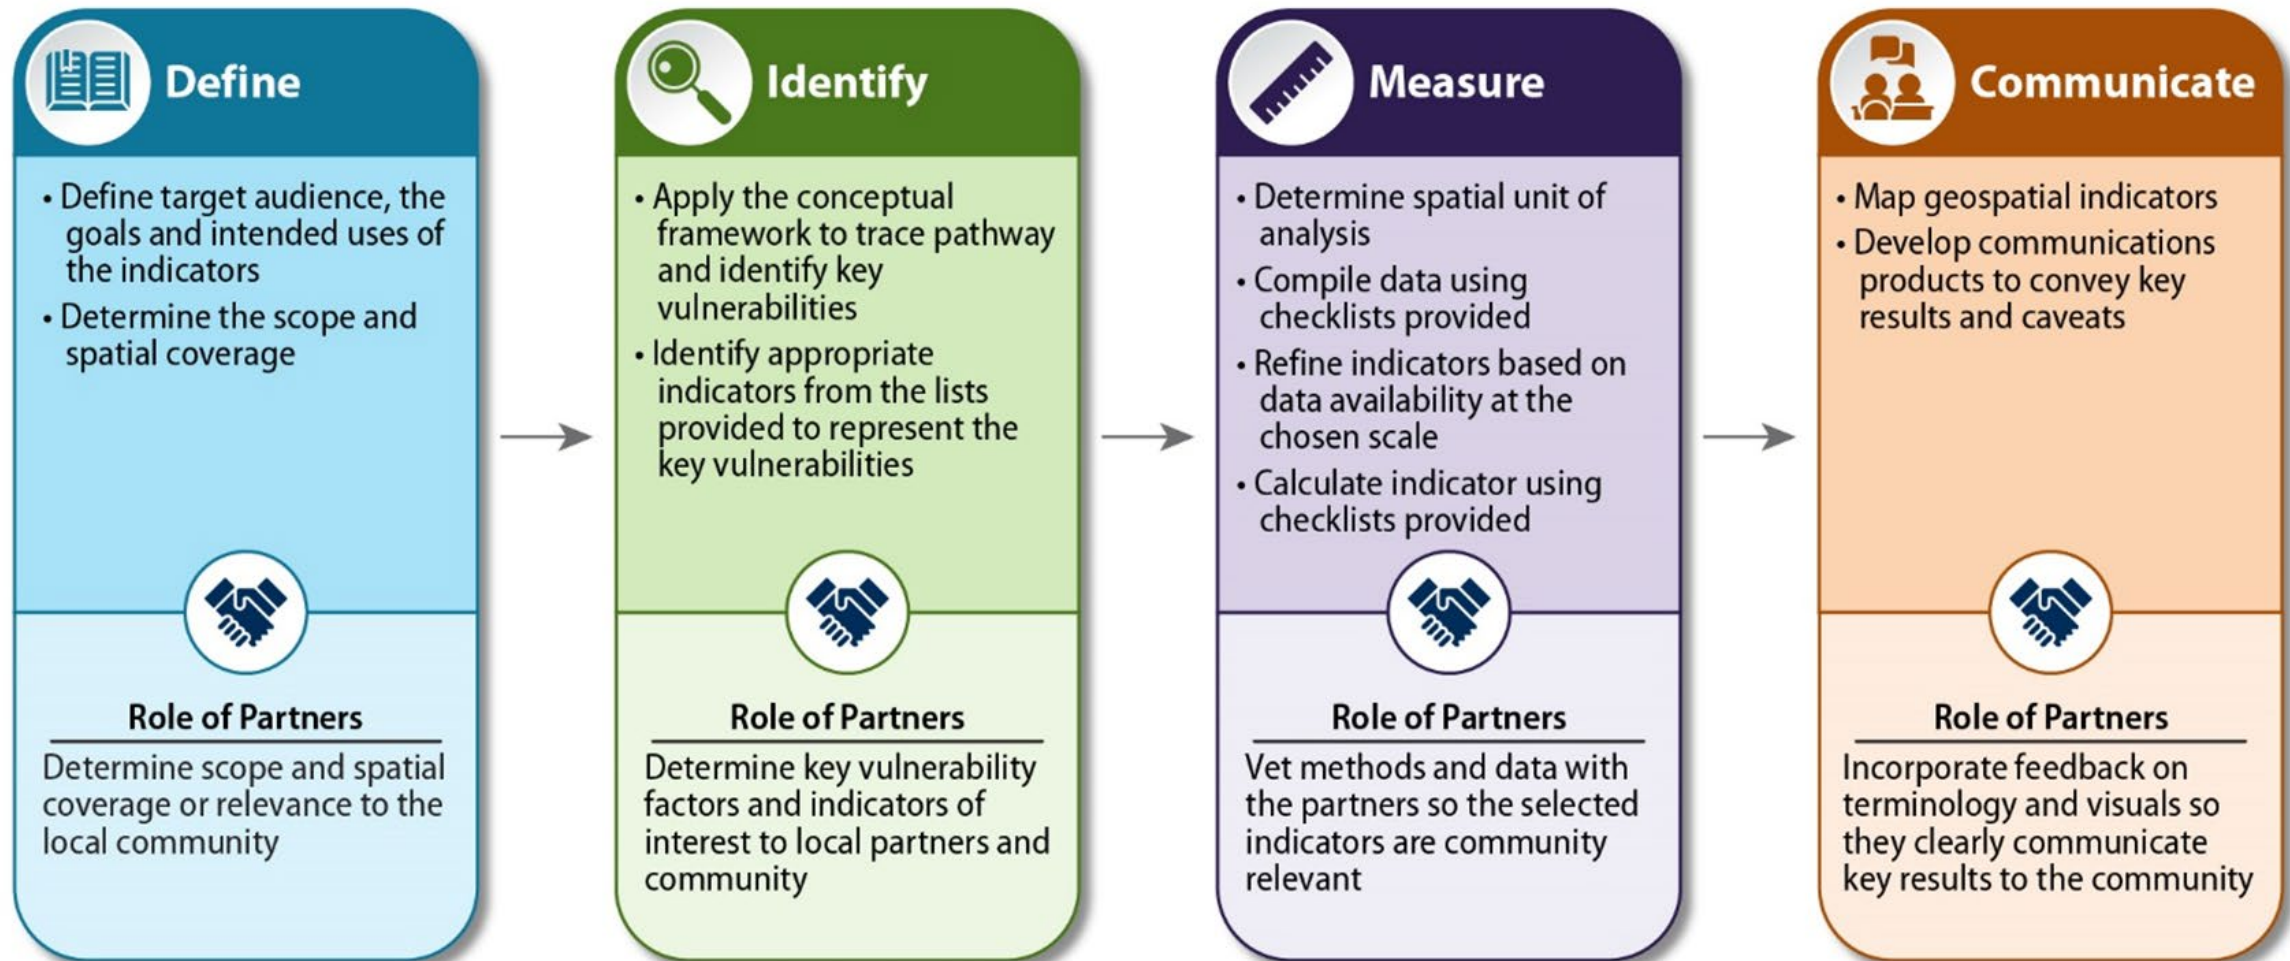 Define
• Define target audience, the
goals and intended uses of
the indicators
• Determine the scope and
spatial coverage
Role of Partners
Determine scope and spatial
coverage or relevance to the
local community
Identify
• Apply the conceptual
framework to trace pathway
and identify key
vulnerabilities
• Identify appropriate
indicators from the lists
provided to represent the
key vulnerabilities
Role of Partners
Determine key vulnerability
factors and indicators of
interest to local partners and
community
Measure
• Determine spatial unit of
analysis
• Compile data using
checklists provided
• Refine indicators based on
data availability at the
chosen scale
• Calculate indicator using
checklists provided
Role of Partners
Vet methods and data with
the partners so the selected
indicators are community
relevant
Communicate
• Map geospatial indicators
• Develop communications
products to convey key
results and caveats
Role of Partners
Incorporate feedback on
terminology and visuals so
they clearly communicate
key results to the community